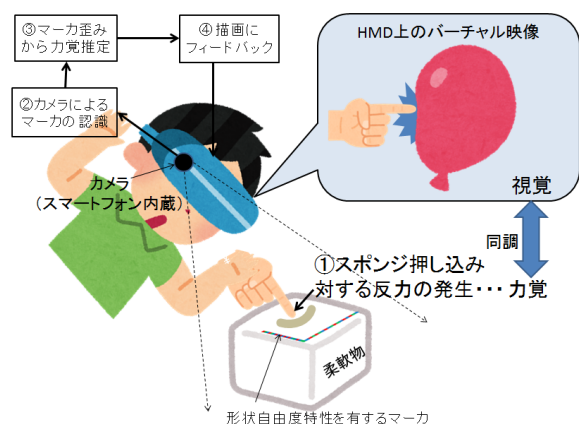 ③マーカ歪み
から力覚推定
④描画に
フィードバック
HMD上のバーチャル映像
②カメラによる
マーカの認識
カメラ
(スマートフォン内蔵)
視覚
同調
①スポンジ押し込み
対する反力の発生・・・力覚
柔軟物
形状自由度特性を有するマーカ